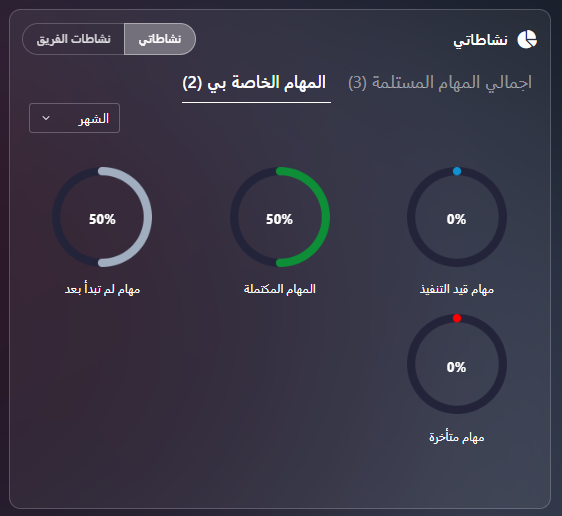 نشاطاتي
نشاطاتي
نشاطات الفريق
اجمالي المهام المستلمة (3)
المهام الخاصة بي (2)
الشهر
0%
50%
50%
مهام قيد التنفيذ
المهام المكتملة
مهام لم تبدأ بعد
0%
مهام متأخرة